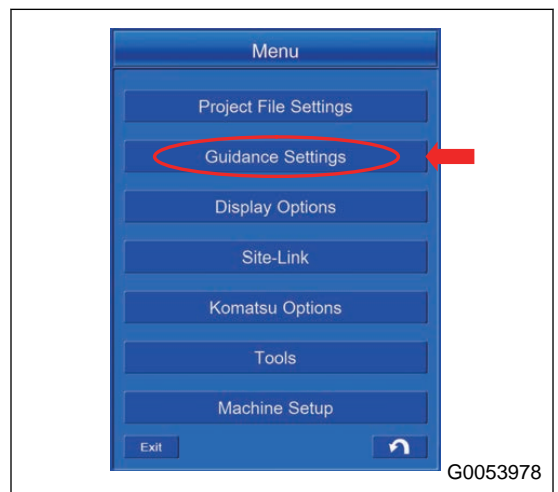 Menu
Project File Settings
Guidance Settings
Display Options
Site-Link
Komatsu Options
Tools
Machine Setup
Exit
G0053978